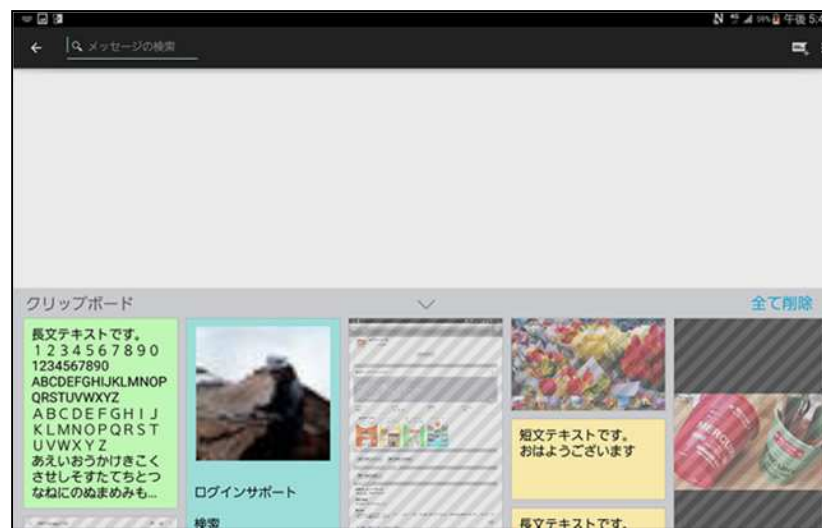 午後 5:4
メッセージの検索
クリップボード
全て削除
長文テキストです。
１２３４５６７８９０
1234567890
ABCDEFGHIJKLMNOP
QRSTUVWXYZ
ＡＢＣＤＥＦＧＨＩＪ
ＫＬＭＮＯＰＱＲＳＴ
ＵＶＷＸＹＺ
あえいおうかけきこく
させしそすたてちとつ
なねにのぬまめみも...
ログインサポート
検索
短文テキストです。
おはようございます
長文テキストです。